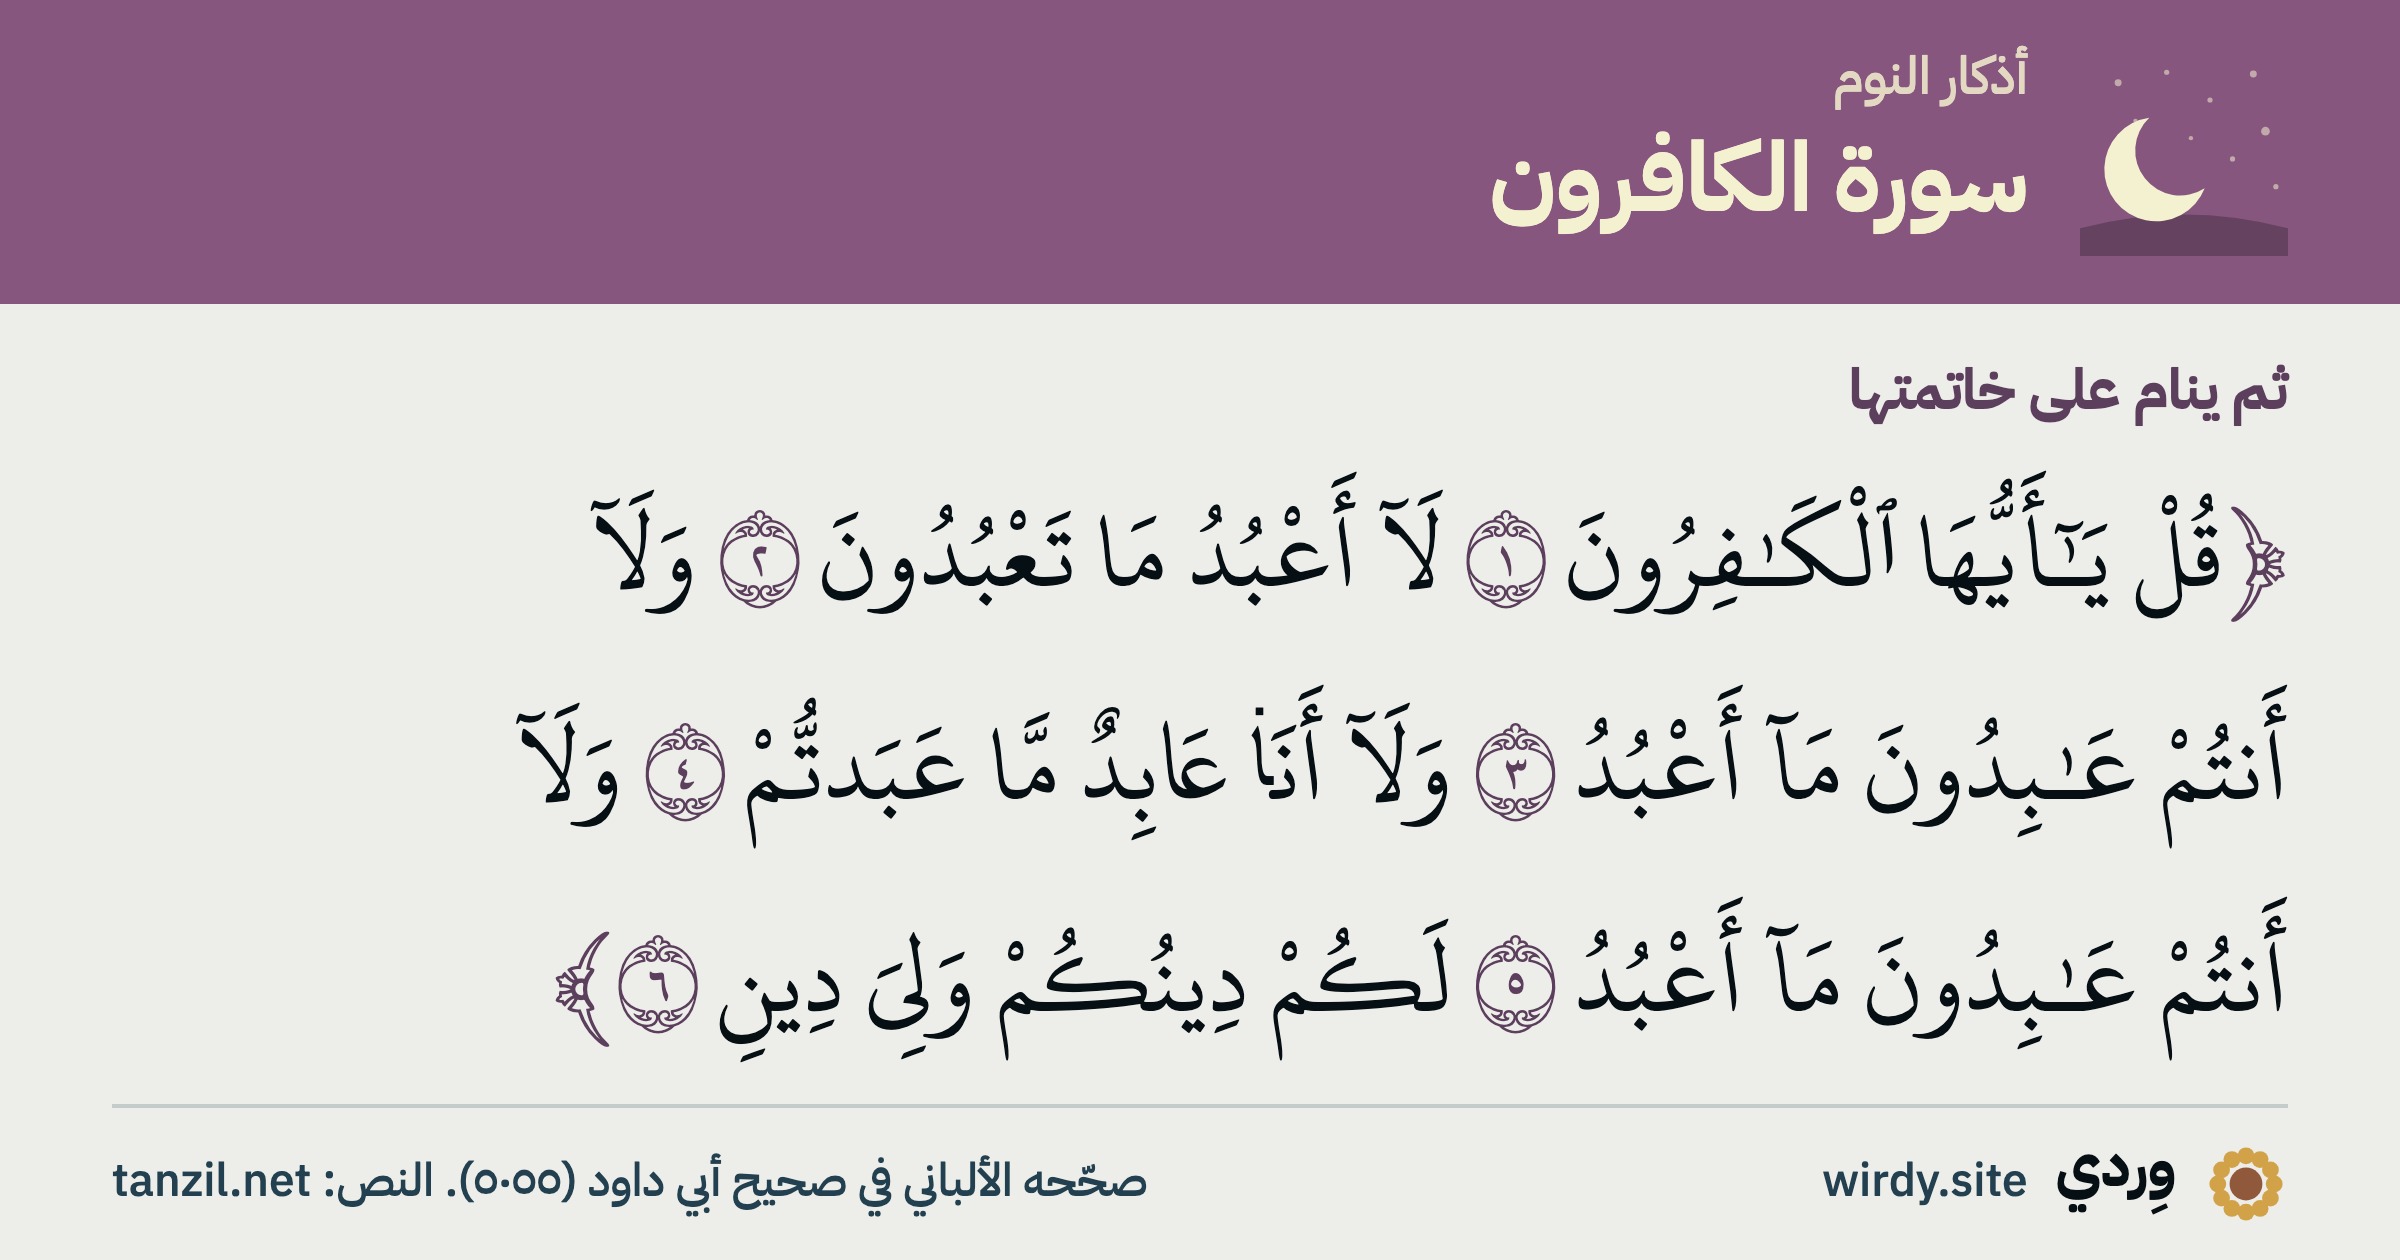 أذكار النوم
سورة الكافرون
ثم ينام على خاتمتها
﴿قُلْ يَـٰٓأَيُّهَا ٱلْكَـٰفِرُونَ ١ لَآ أَعْبُدُ مَا تَعْبُدُونَ ٢ وَلَآ
أَنتُمْ عَـٰبِدُونَ مَآ أَعْبُدُ ٣ وَلَآ أَنَا۠ عَابِدٌ مَّا عَبَدتُّمْ ٤ وَلَآ
أَنتُمْ عَـٰبِدُونَ مَآ أَعْبُدُ ٥ لَكُمْ دِينُكُمْ وَلِىَ دِينِ ٦﴾
وِردي wirdy.site
صحّحه الألباني في صحيح أبي داود (٥٠٥٥). النص: tanzil.net